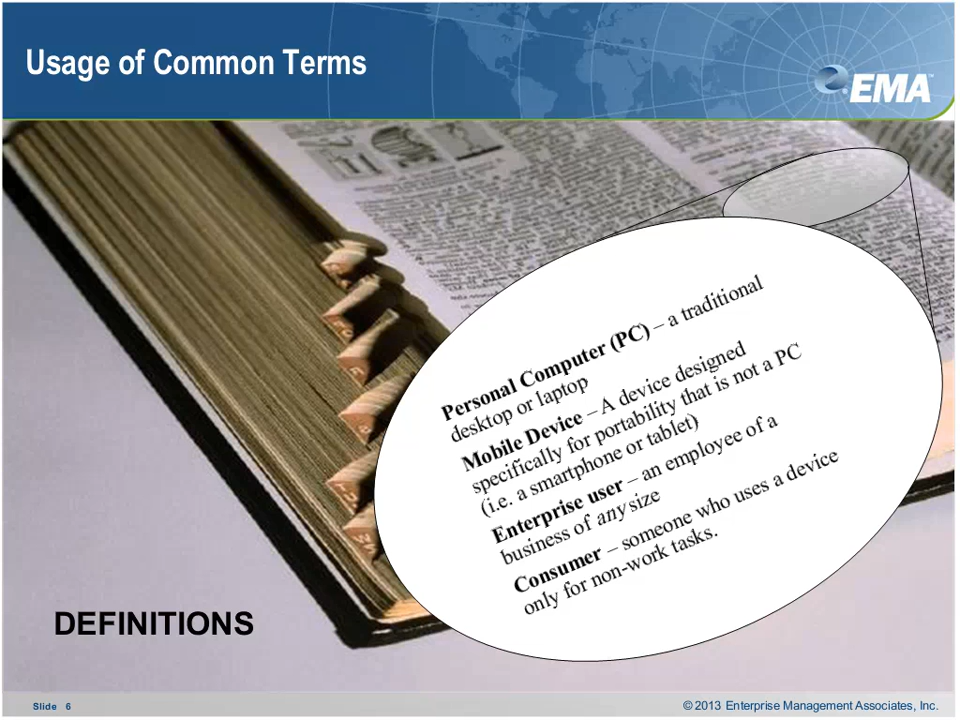 Usage of Common Terms
EMA™
Personal Computer (PC) – a traditional
desktop or laptop
Mobile Device – A device designed
specifically for portability that is not a PC
(i.e. a smartphone or tablet)
Enterprise user – an employee of a
business of any size
Consumer – someone who uses a device
only for non-work tasks.
DEFINITIONS
Slide 6
© 2013 Enterprise Management Associates, Inc.